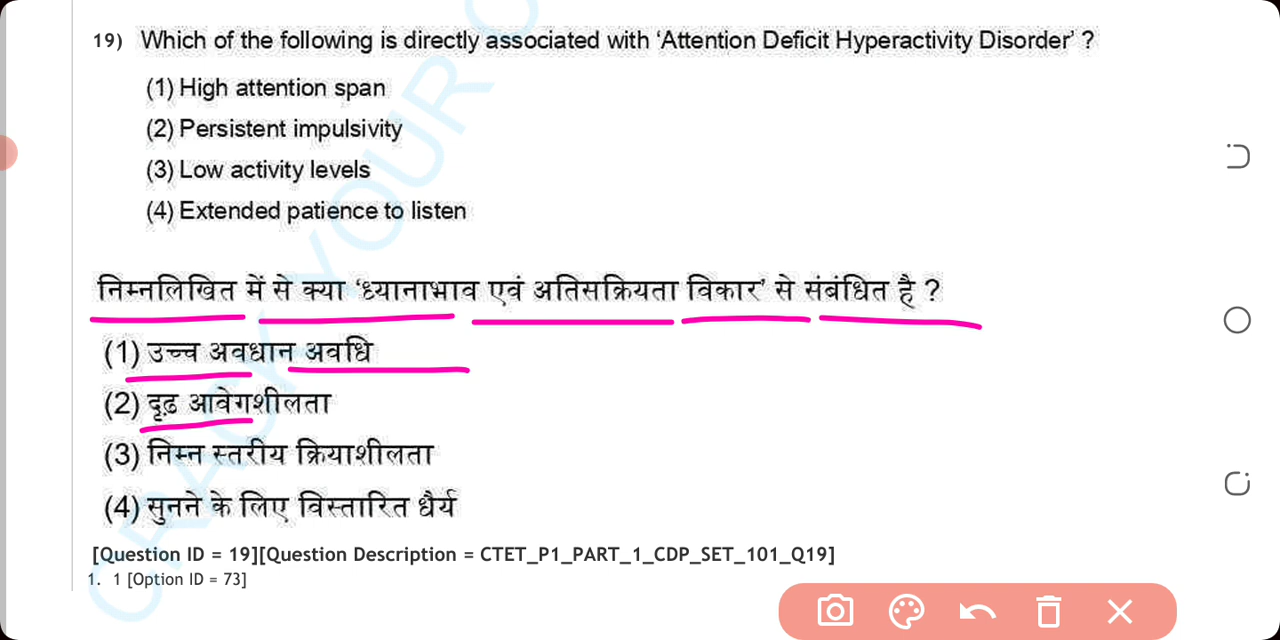 19) Which of the following is directly associated with 'Attention Deficit Hyperactivity Disorder' ?
(1) High attention span
(2) Persistent impulsivity
(3) Low activity levels
(4) Extended patience to listen
निम्नलिखित में से क्या 'ध्यानाभाव एवं अतिसक्रियता विकार' से संबंधित है ?
(1) उच्च अवधान अवधि
(2) दृढ़ आवेगशीलता
(3) निम्न स्तरीय क्रियाशीलता
(4) सुनने के लिए विस्तारित धैर्य
[Question ID = 19][Question Description = CTET_P1_PART_1_CDP_SET_101_Q19]
1. 1 [Option ID = 73]
CRACK YOUR